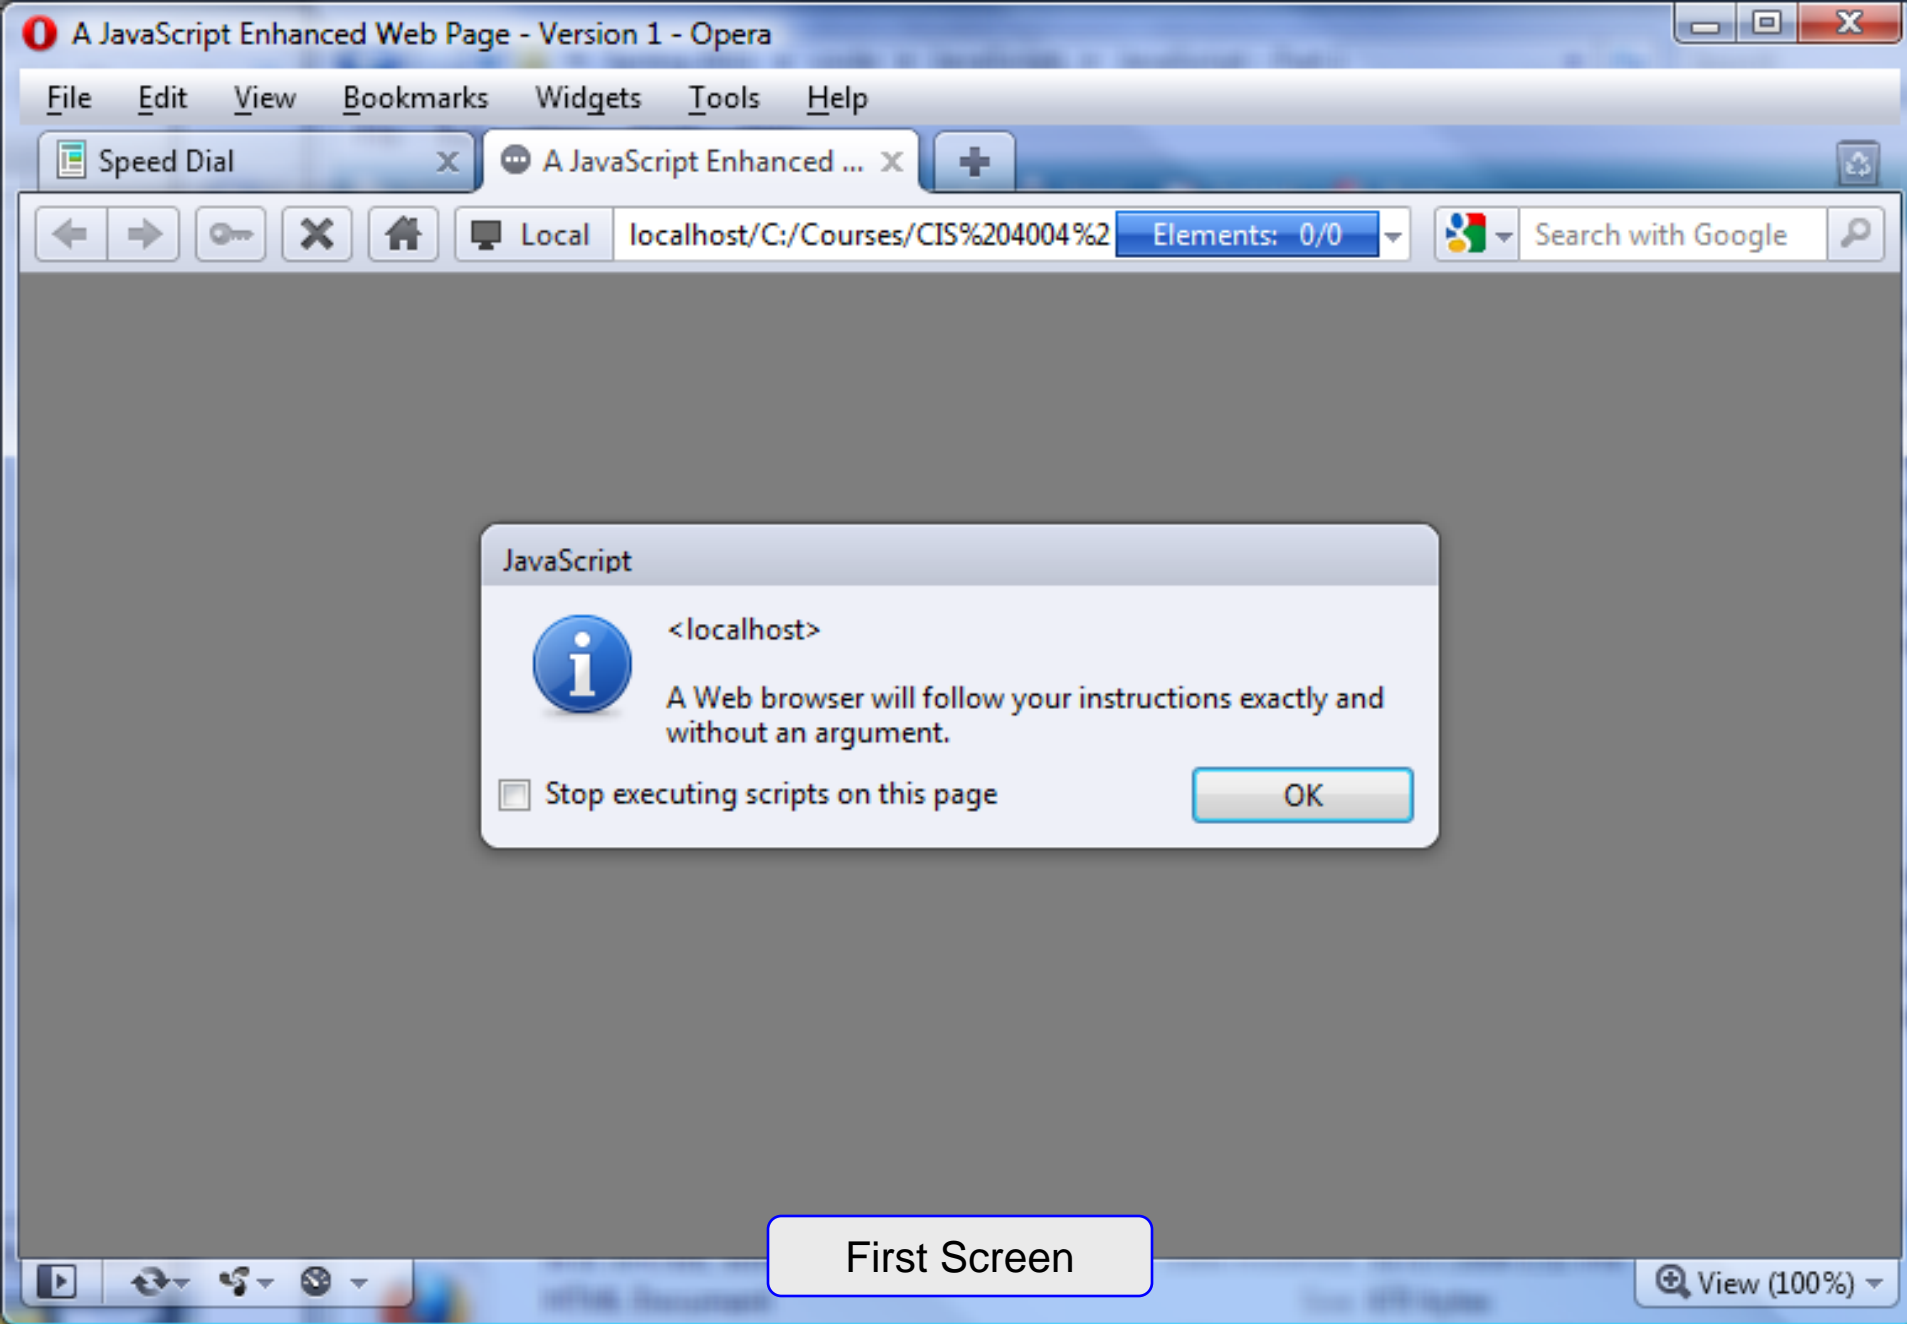 A JavaScript Enhanced Web Page - Version 1 - Opera
File Edit View Bookmarks Widgets Tools Help
Speed Dial
A JavaScript Enhanced ...
Local localhost/C:/Courses/CIS%204004%2 Elements: 0/0 Search with Google
JavaScript
<localhost>
A Web browser will follow your instructions exactly and
without an argument.
Stop executing scripts on this page OK
First Screen
HTML Document
View (100%)